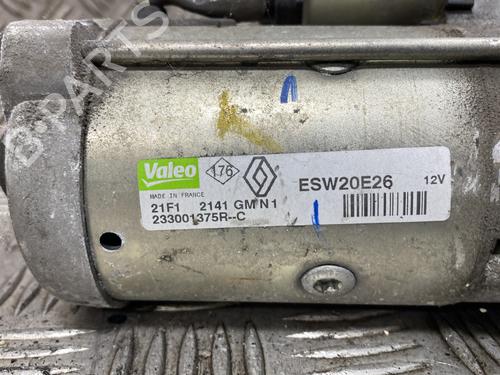 B-PARTS
Valeo
176
ESW20E26 12V
MADE IN FRANCE
21F1 2141 GM N1
233001375R--C